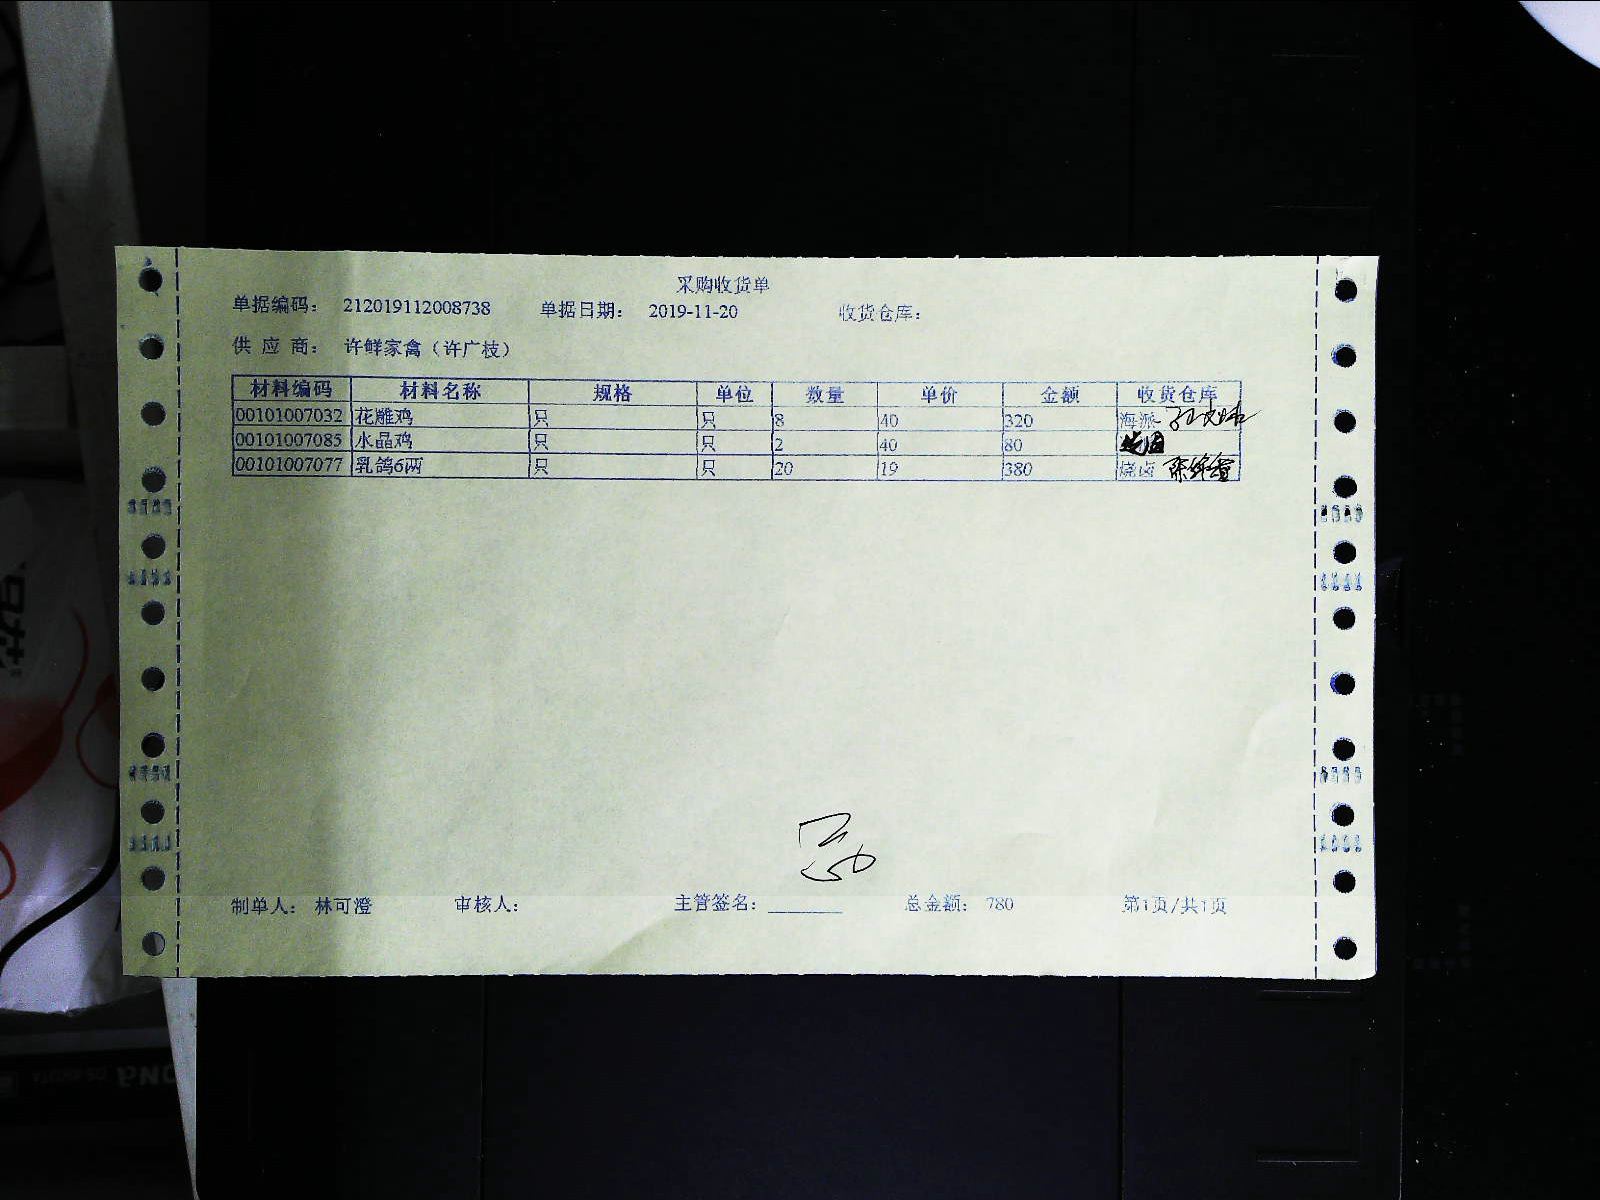 采购收货单
单据编码： 212019112008738 单据日期： 2019-11-20 收货仓库：
供 应 商： 许鲜家禽（许广枝）
材料编码 材料名称 规格 单位 数量 单价 金额 收货仓库
00101007032 花雕鸡 只 只 8 40 320 海派
00101007085 水晶鸡 只 只 2 40 80
00101007077 乳鸽6两 只 只 20 19 380 烧卤
制单人： 林可澄 审核人： 主管签名： 总金额： 780 第1页/共1页